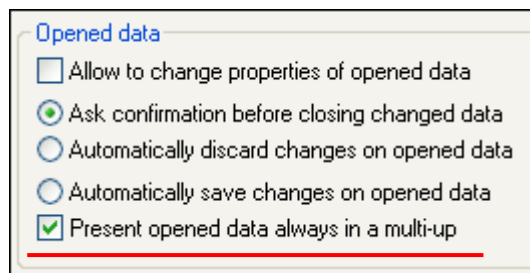 Opened data
Allow to change properties of opened data
Ask confirmation before closing changed data
Automatically discard changes on opened data
Automatically save changes on opened data
Present opened data always in a multi-up